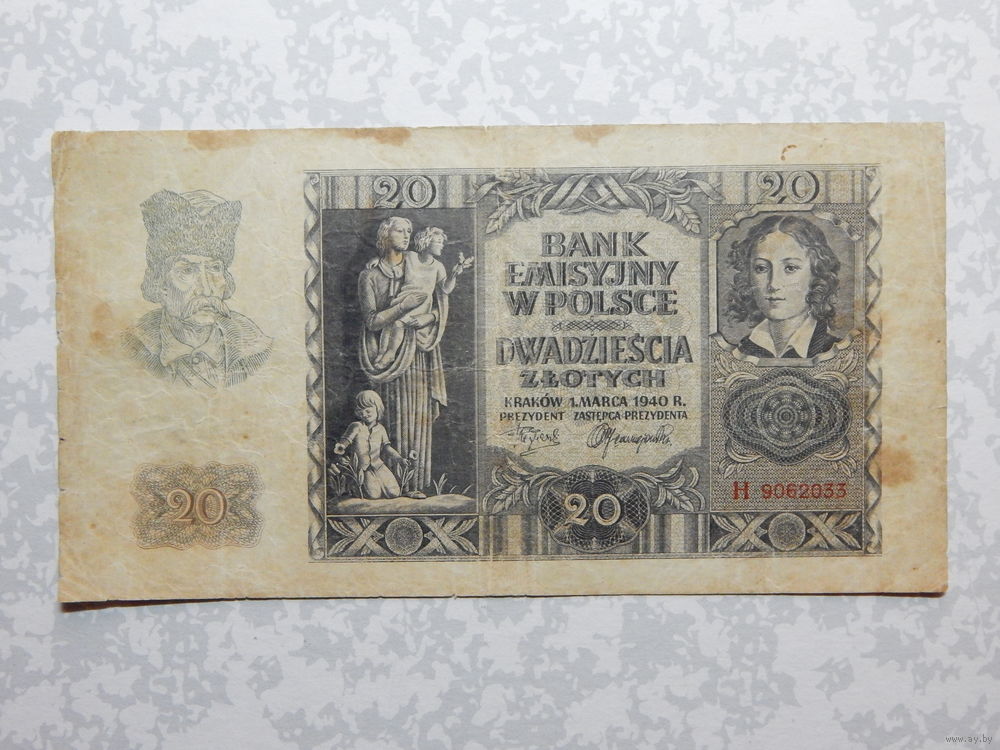 20
20
BANK
EMISYJNY
W POLSCE
DWADZIEŚCIA
ZŁOTYCH
KRAKÓW 1. MARCA 1940 R.
PREZYDENT ZASTĘPCA PREZYDENTA
H 9062033
20
20
www.ay.by